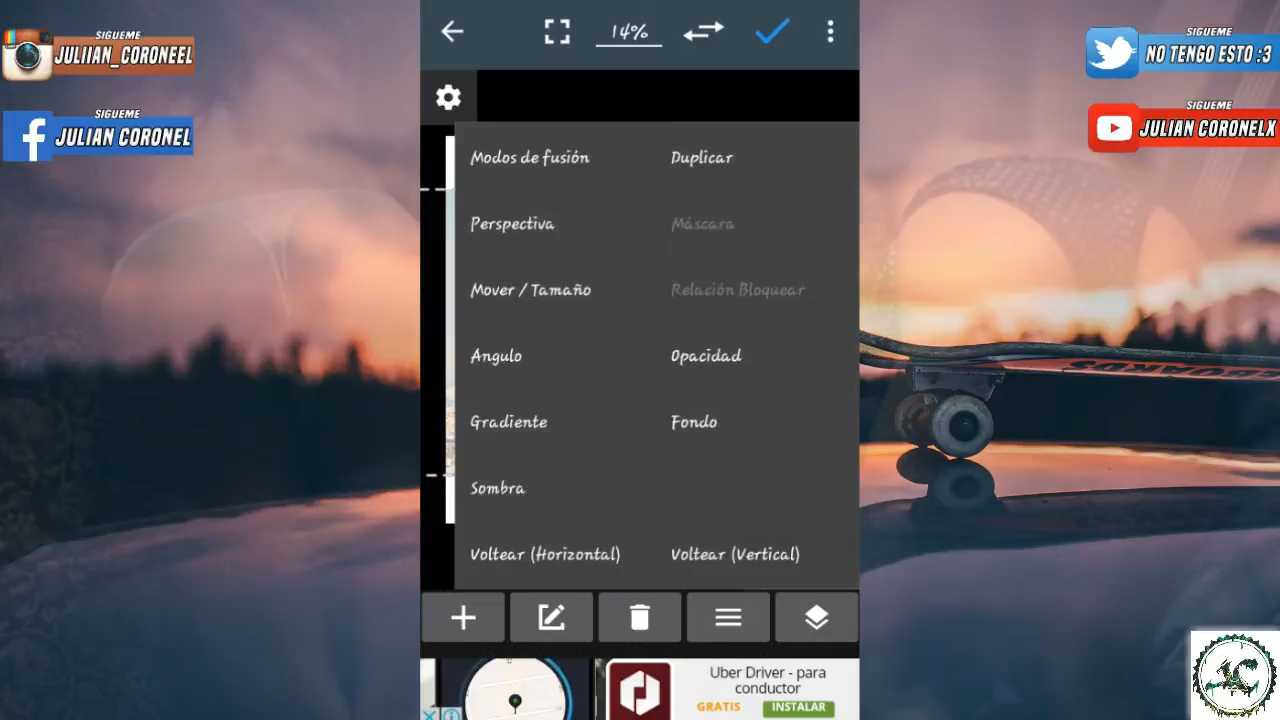 SIGUEME
JULIIAN_CORONEEL
SIGUEME
JULIAN CORONEL
14%
SIGUEME
NO TENGO ESTO :3
SIGUEME
JULIAN CORONELX
Modos de fusión
Duplicar
Perspectiva
Máscara
Mover / Tamaño
Relación Bloquear
Angulo
Opacidad
Gradiente
Fondo
Sombra
Voltear (Horizontal)
Voltear (Vertical)
Uber Driver - para
conductor
GRATIS
INSTALAR